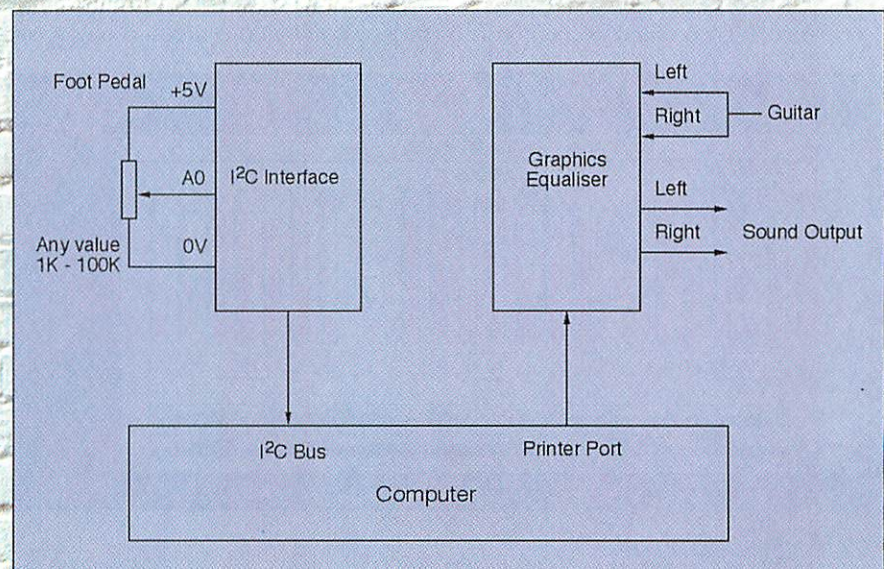 Foot Pedal
+5V
A0
Any value
1K - 100K
0V
I²C Interface
Graphics
Equaliser
Left
Right
Guitar
Left
Right
Sound Output
I²C Bus
Printer Port
Computer